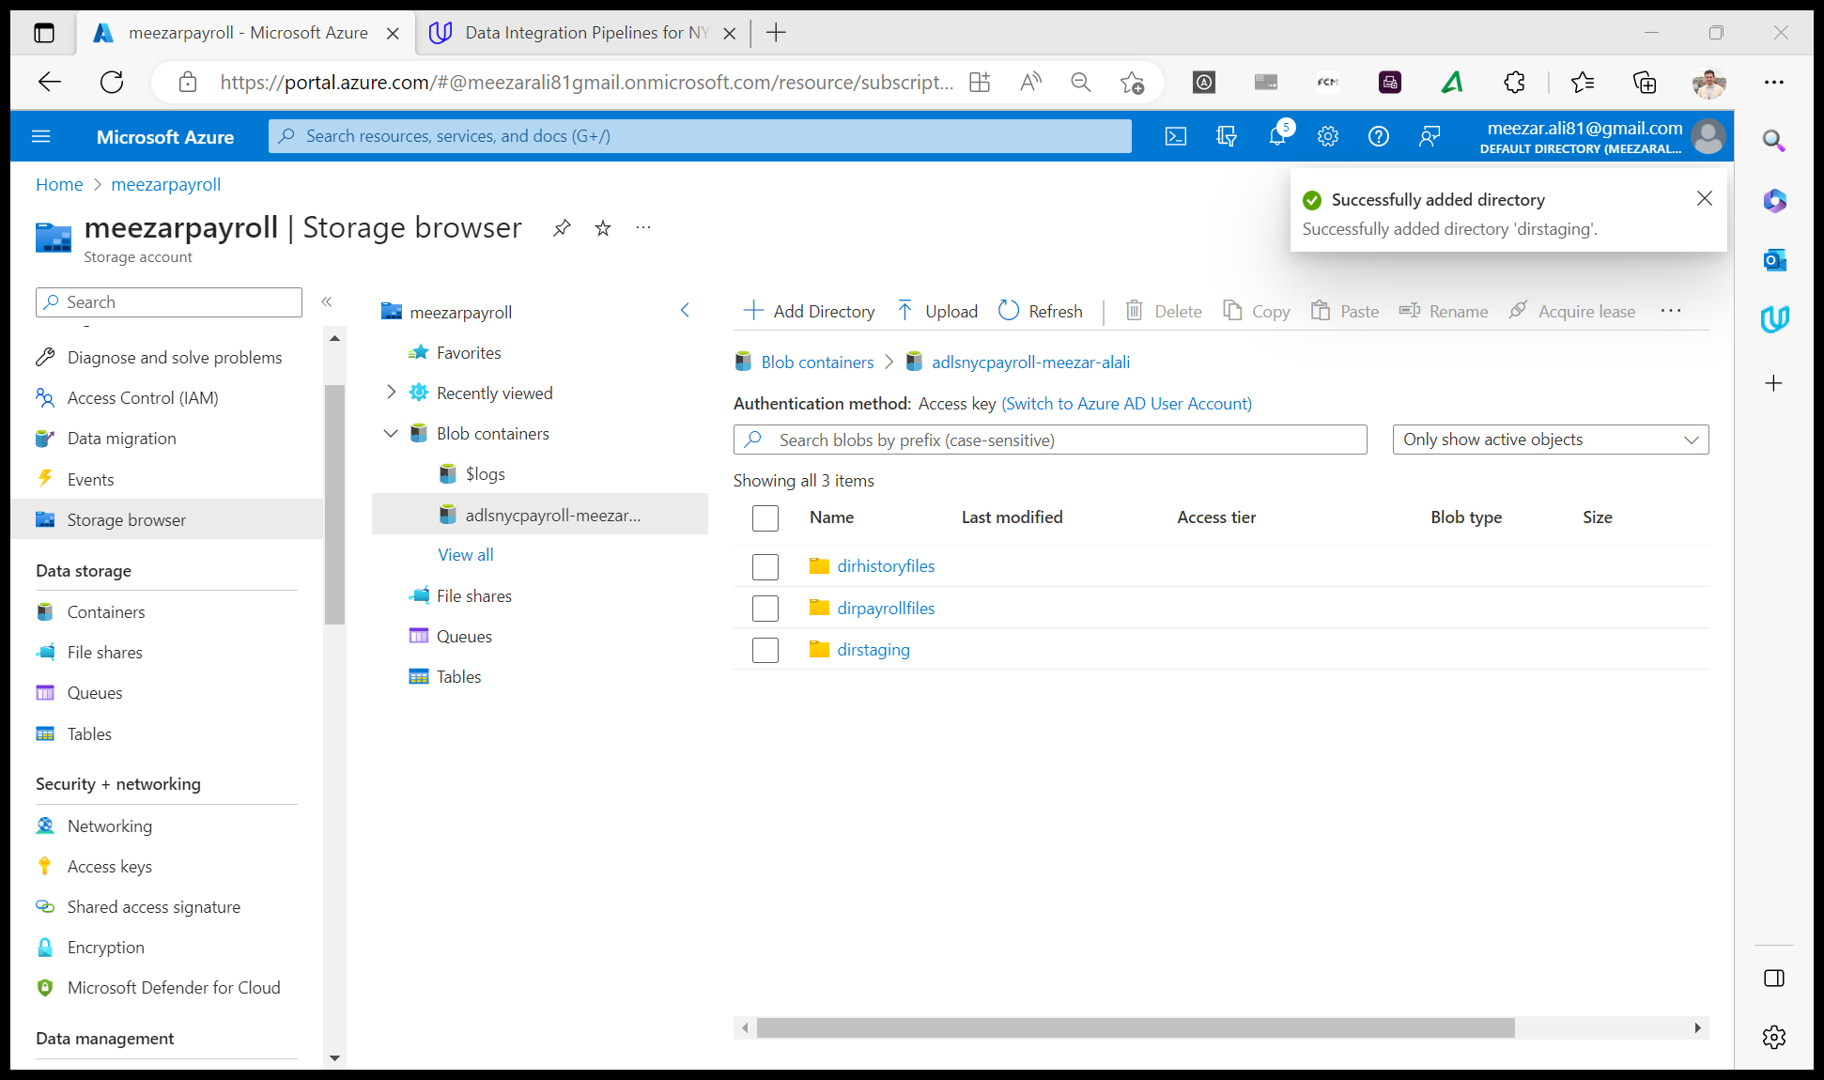 meezarpayroll - Microsoft Azure
Data Integration Pipelines for NY
https://portal.azure.com/#@meezarali81gmail.onmicrosoft.com/resource/subscript...
FCM
Microsoft Azure
Search resources, services, and docs (G+/)
5
meezar.ali81@gmail.com
DEFAULT DIRECTORY (MEEZARAL...
Home > meezarpayroll
Successfully added directory
Successfully added directory 'dirstaging'.
meezarpayroll | Storage browser
Storage account
Search
Diagnose and solve problems
Access Control (IAM)
Data migration
Events
Storage browser
Data storage
Containers
File shares
Queues
Tables
Security + networking
Networking
Access keys
Shared access signature
Encryption
Microsoft Defender for Cloud
Data management
meezarpayroll
Favorites
Recently viewed
Blob containers
$logs
adlsnycpayroll-meezar...
View all
File shares
Queues
Tables
Add Directory
Upload
Refresh
Delete
Copy
Paste
Rename
Acquire lease
Blob containers > adlsnycpayroll-meezar-alali
Authentication method: Access key (Switch to Azure AD User Account)
Search blobs by prefix (case-sensitive)
Only show active objects
Showing all 3 items
Name Last modified Access tier Blob type Size
dirhistoryfiles
dirpayrollfiles
dirstaging